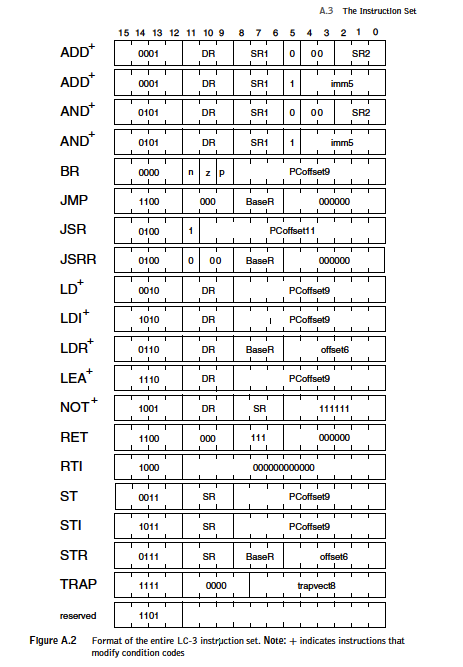 A.3 The Instruction Set
15 14 13 12 11 10 9 8 7 6 5 4 3 2 1 0
ADD+ 0001 DR SR1 0 00 SR2
ADD+ 0001 DR SR1 1 imm5
AND+ 0101 DR SR1 0 00 SR2
AND+ 0101 DR SR1 1 imm5
BR 0000 n z p PCoffset9
JMP 1100 000 BaseR 000000
JSR 0100 1 PCoffset11
JSRR 0100 0 00 BaseR 000000
LD+ 0010 DR PCoffset9
LDI+ 1010 DR PCoffset9
LDR+ 0110 DR BaseR offset6
LEA+ 1110 DR PCoffset9
NOT+ 1001 DR SR 111111
RET 1100 000 111 000000
RTI 1000 000000000000
ST 0011 SR PCoffset9
STI 1011 SR PCoffset9
STR 0111 SR BaseR offset6
TRAP 1111 0000 trapvect8
reserved 1101
Figure A.2 Format of the entire LC-3 instruction set. Note: + indicates instructions that
modify condition codes